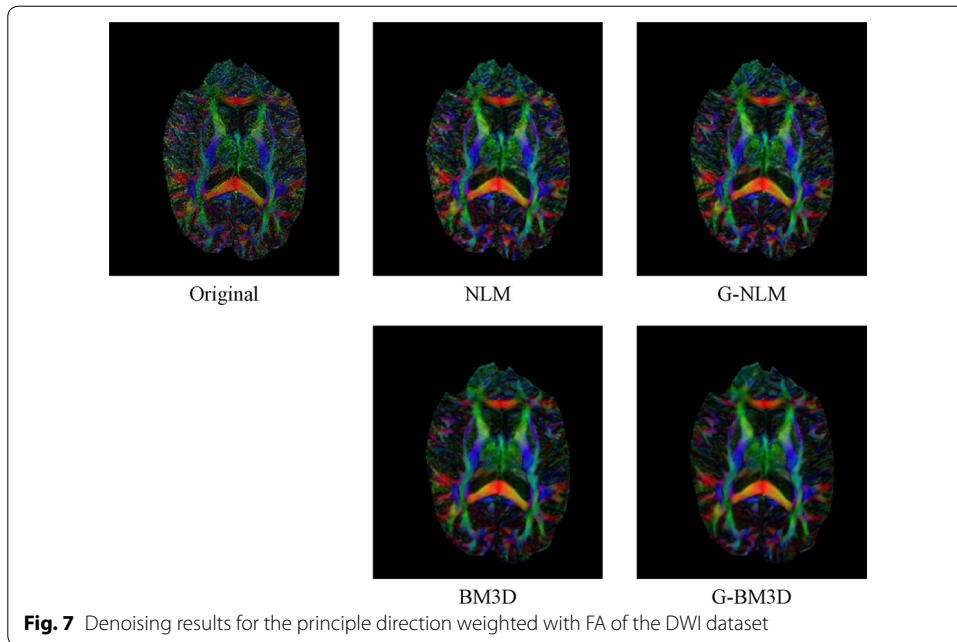 Original
NLM
G-NLM
BM3D
G-BM3D
Fig. 7 Denoising results for the principle direction weighted with FA of the DWI dataset